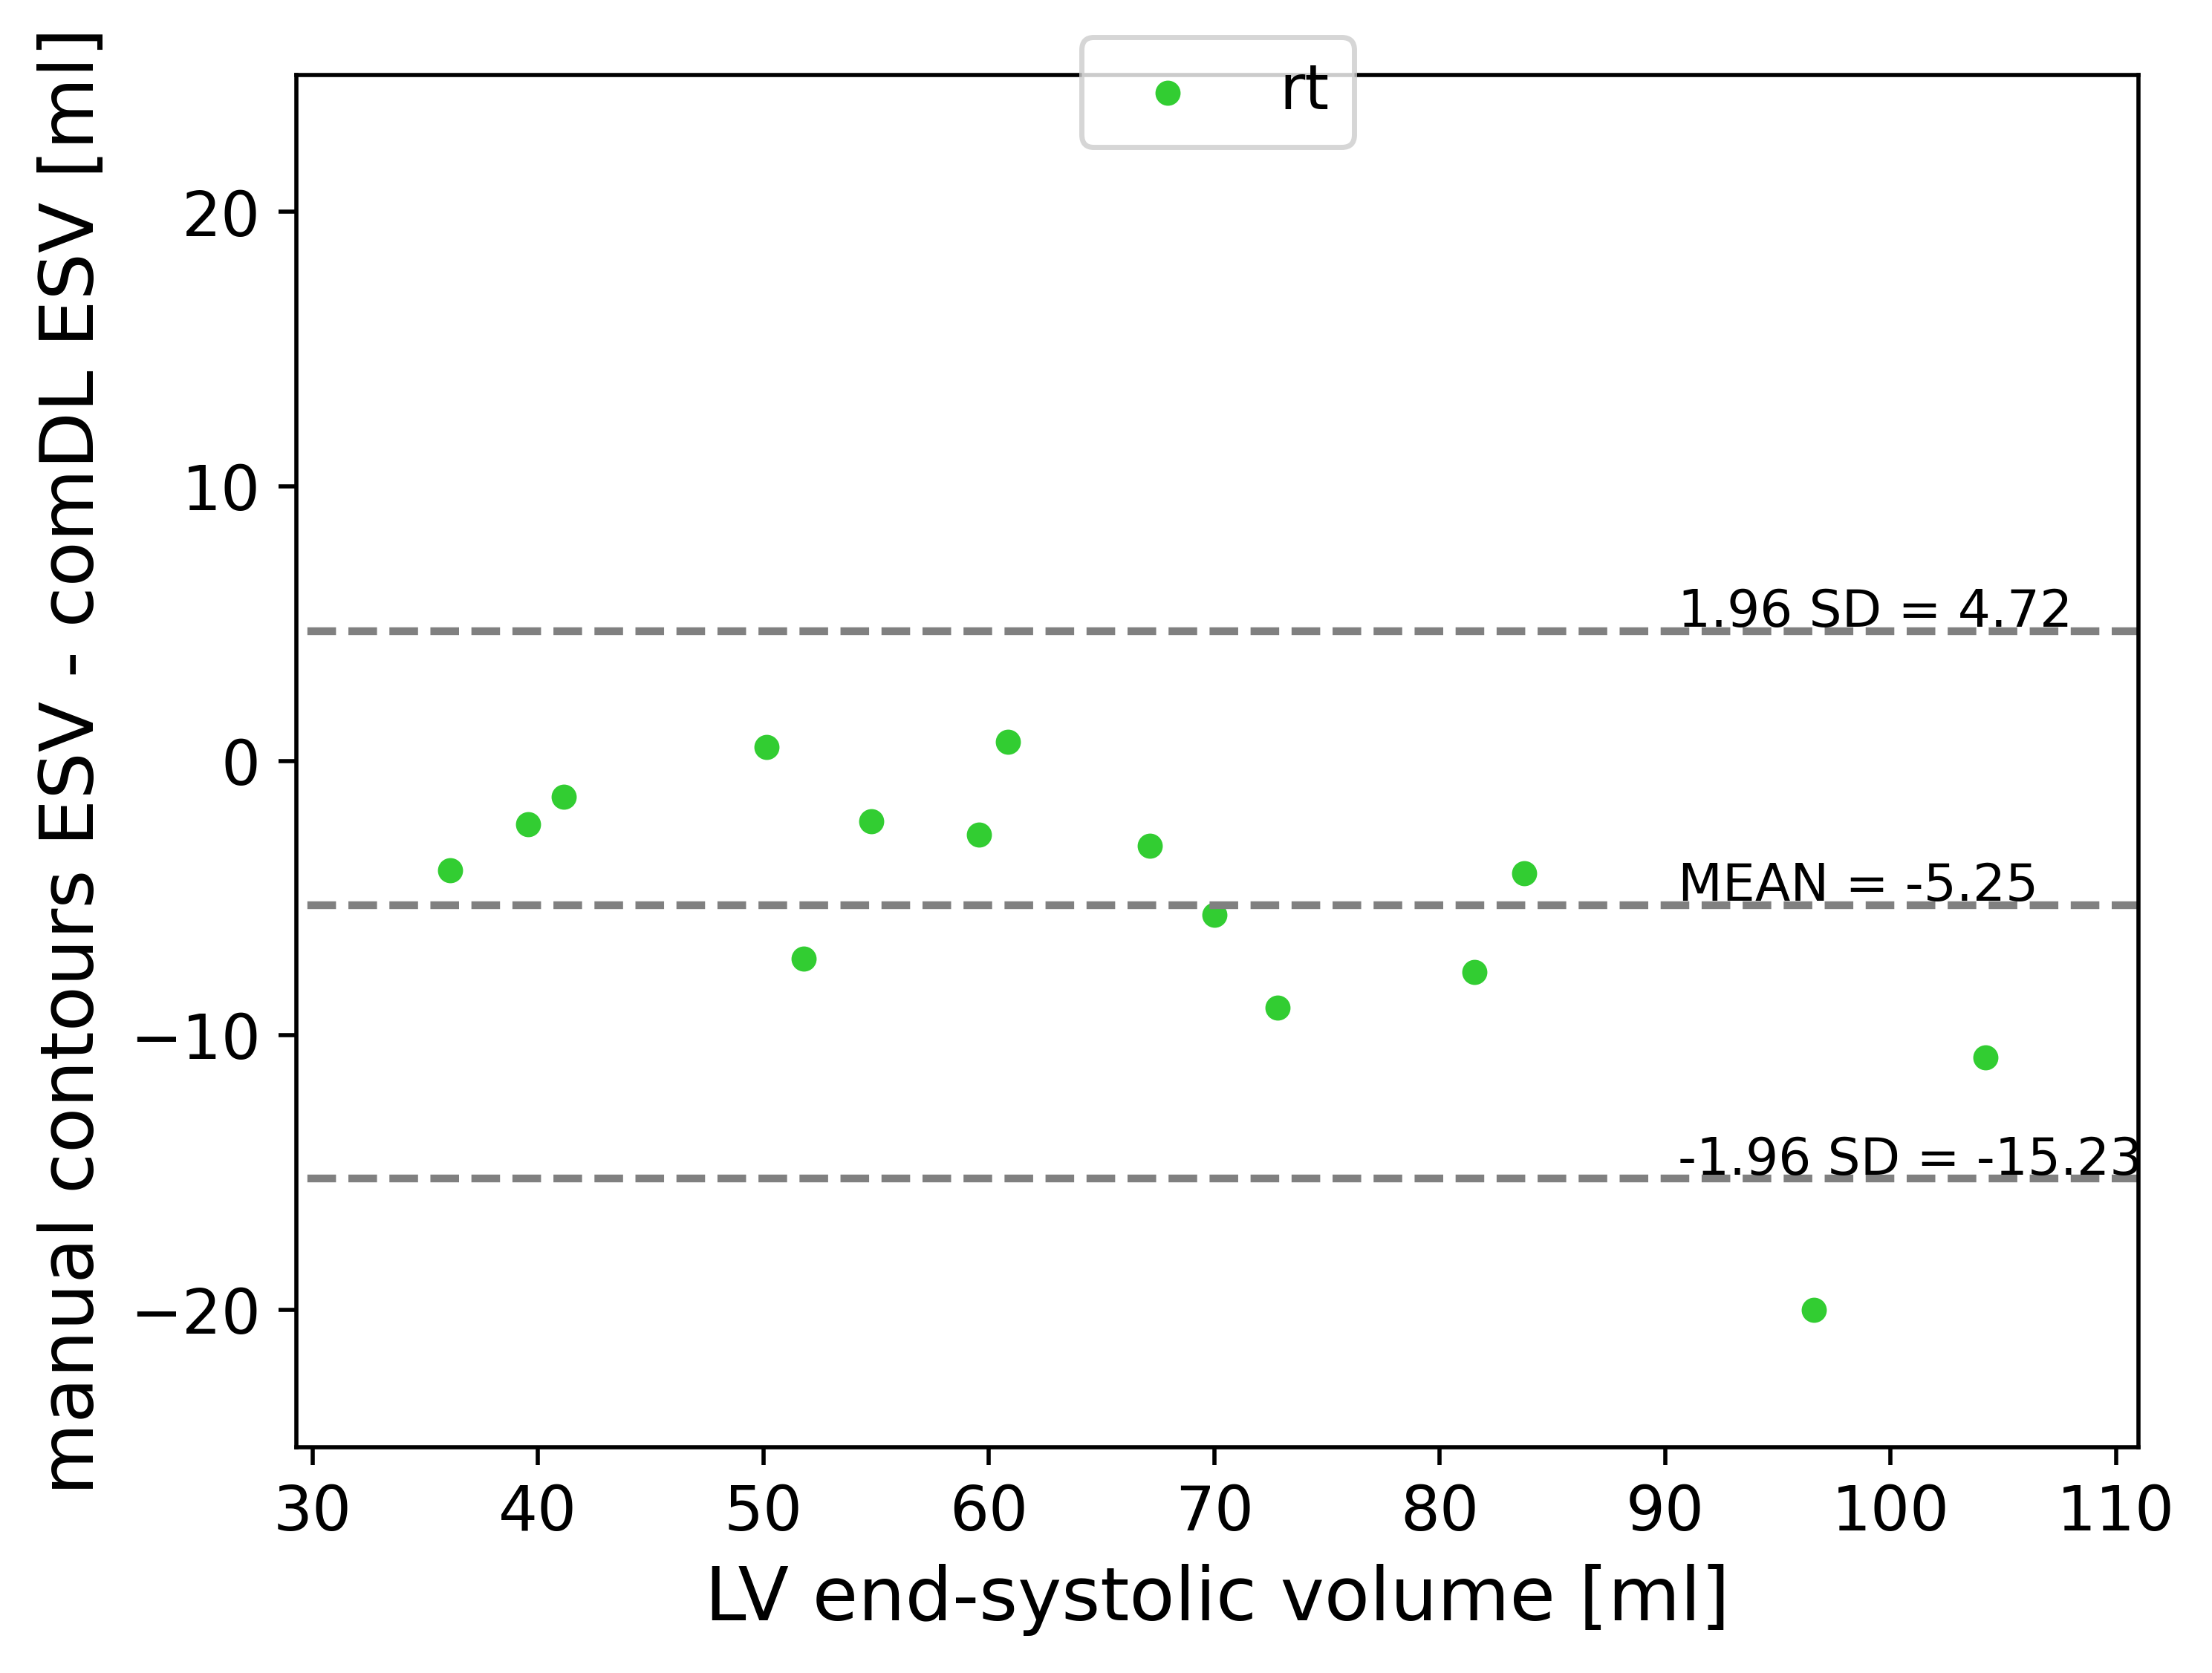 rt
manual contours ESV - comDL ESV [ml]
20
10
0
−10
−20
1.96 SD = 4.72
MEAN = -5.25
-1.96 SD = -15.23
30 40 50 60 70 80 90 100 110
LV end-systolic volume [ml]